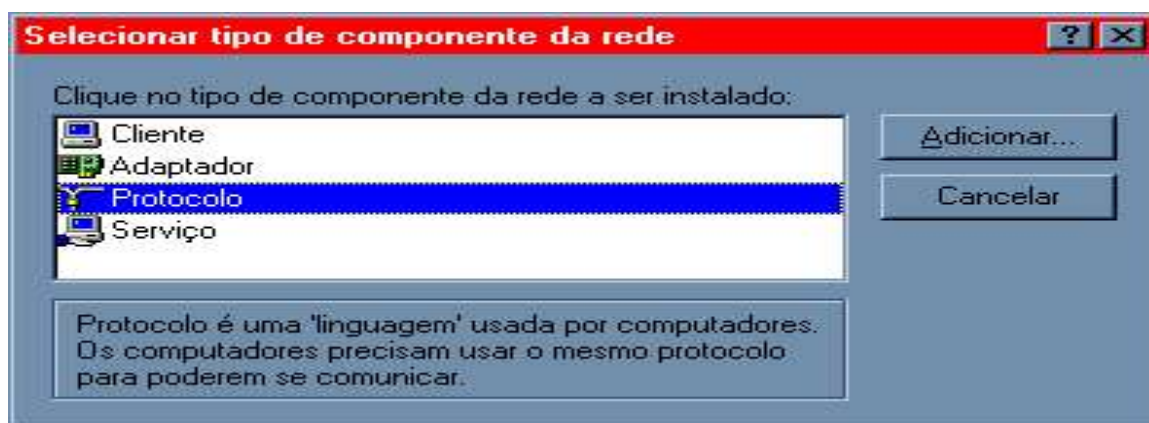 Selecionar tipo de componente da rede
Clique no tipo de componente da rede a ser instalado:
Cliente
Adaptador
Protocolo
Serviço
Adicionar...
Cancelar
Protocolo é uma 'linguagem' usada por computadores.
Os computadores precisam usar o mesmo protocolo
para poderem se comunicar.